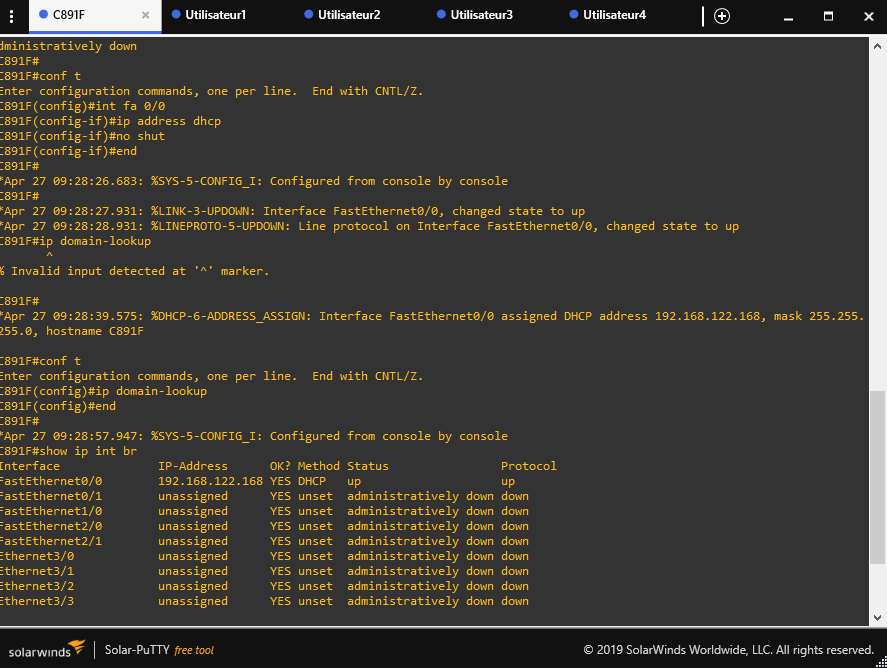 C891F × Utilisateur1 Utilisateur2 Utilisateur3 Utilisateur4
dministratively down
C891F#
C891F#conf t
Enter configuration commands, one per line.  End with CNTL/Z.
C891F(config)#int fa 0/0
C891F(config-if)#ip address dhcp
C891F(config-if)#no shut
C891F(config-if)#end
C891F#
*Apr 27 09:28:26.683: %SYS-5-CONFIG_I: Configured from console by console
C891F#
*Apr 27 09:28:27.931: %LINK-3-UPDOWN: Interface FastEthernet0/0, changed state to up
*Apr 27 09:28:28.931: %LINEPROTO-5-UPDOWN: Line protocol on Interface FastEthernet0/0, changed state to up
C891F#ip domain-lookup
       ^
% Invalid input detected at '^' marker.
C891F#
*Apr 27 09:28:39.575: %DHCP-6-ADDRESS_ASSIGN: Interface FastEthernet0/0 assigned DHCP address 192.168.122.168, mask 255.255.
255.0, hostname C891F
C891F#conf t
Enter configuration commands, one per line.  End with CNTL/Z.
C891F(config)#ip domain-lookup
C891F(config)#end
C891F#
*Apr 27 09:28:57.947: %SYS-5-CONFIG_I: Configured from console by console
C891F#show ip int br
Interface              IP-Address      OK? Method Status                Protocol
FastEthernet0/0        192.168.122.168 YES DHCP   up                    up
FastEthernet0/1        unassigned      YES unset  administratively down down
FastEthernet1/0        unassigned      YES unset  administratively down down
FastEthernet2/0        unassigned      YES unset  administratively down down
FastEthernet2/1        unassigned      YES unset  administratively down down
Ethernet3/0            unassigned      YES unset  administratively down down
Ethernet3/1            unassigned      YES unset  administratively down down
Ethernet3/2            unassigned      YES unset  administratively down down
Ethernet3/3            unassigned      YES unset  administratively down down
solarwinds Solar-PuTTY free tool © 2019 SolarWinds Worldwide, LLC. All rights reserved.